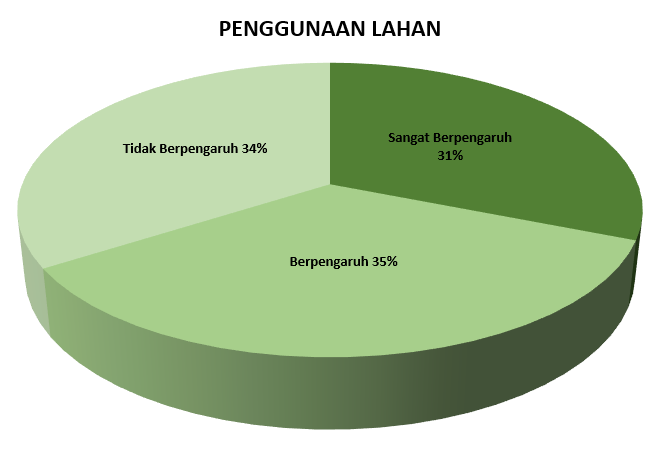 PENGGUNAAN LAHAN
Sangat Berpengaruh
31%
Tidak Berpengaruh 34%
Berpengaruh 35%